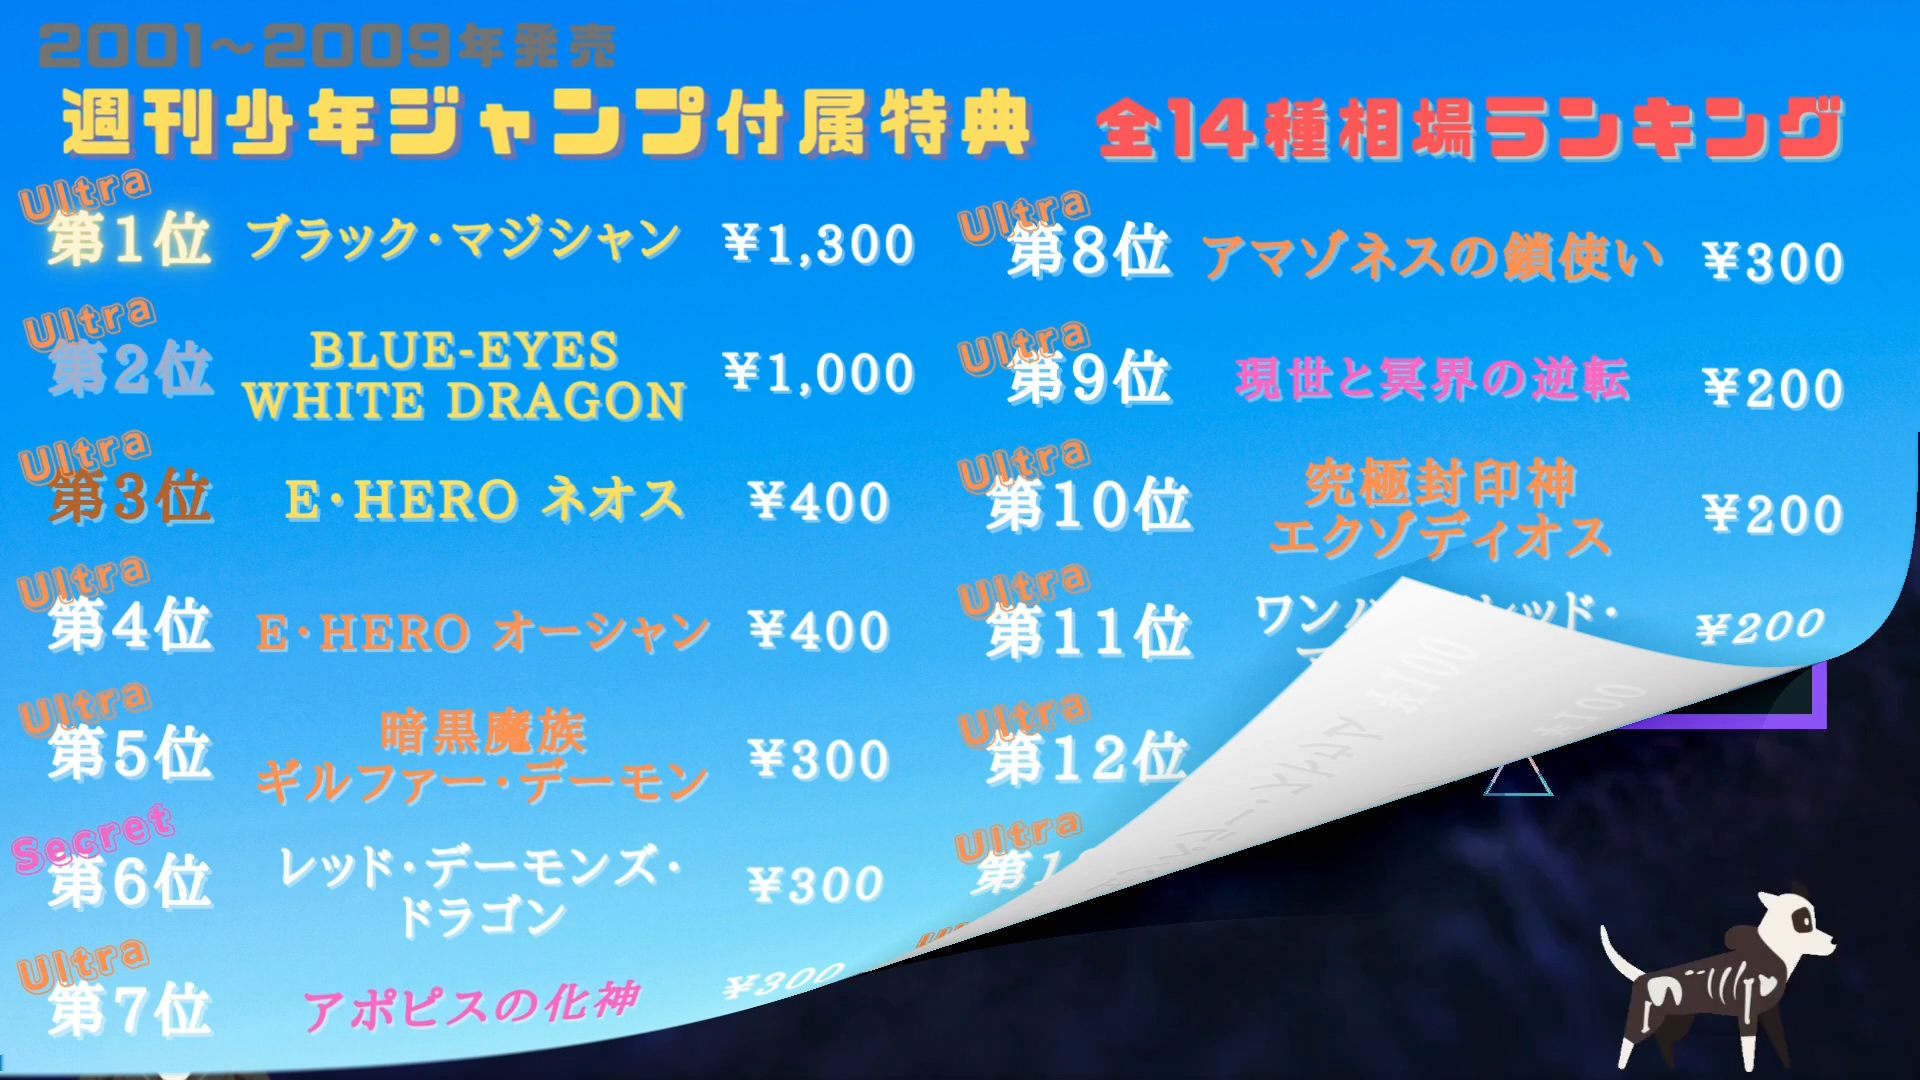 2001～2009年発売
週刊少年ジャンプ付属特典
全14種相場ランキング
Ultra
第1位 ブラック・マジシャン ¥1,300
Ultra
第2位 BLUE-EYES
WHITE DRAGON ¥1,000
Ultra
第3位 E・HERO ネオス ¥400
Ultra
第4位 E・HERO オーシャン ¥400
Ultra
第5位 暗黒魔族
ギルファー・デーモン ¥300
Secret
第6位 レッド・デーモンズ・
ドラゴン ¥300
Ultra
第7位 アポピスの化神 ¥300
Ultra
第8位 アマゾネスの鎖使い ¥300
Ultra
第9位 現世と冥界の逆転 ¥200
Ultra
第10位 究極封印神
エクゾディオス ¥200
Ultra
第11位 ¥200
Ultra
第12位
Ultra
¥100
¥100